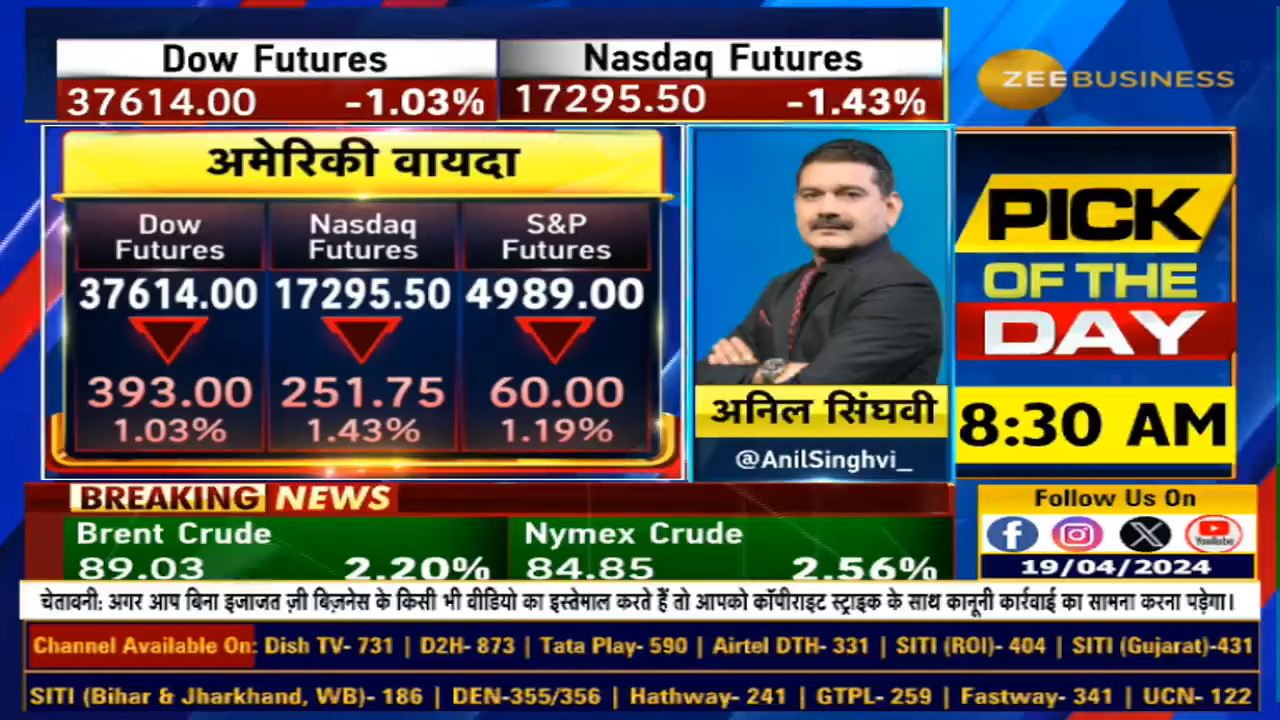 Dow Futures
37614.00 -1.03%
Nasdaq Futures
17295.50 -1.43%
ZEEBUSINESS
अमेरिकी वायदा
Dow Futures
37614.00
393.00
1.03%
Nasdaq Futures
17295.50
251.75
1.43%
S&P Futures
4989.00
60.00
1.19%
अनिल सिंघवी
@AnilSinghvi_
PICK
OF THE
DAY
8:30 AM
BREAKING NEWS
Brent Crude
89.03 2.20%
Nymex Crude
84.85 2.56%
Follow Us On
YouTube
19/04/2024
चेतावनी: अगर आप बिना इजाजत ज़ी बिज़नेस के किसी भी वीडियो का इस्तेमाल करते हैं तो आपको कॉपीराइट स्ट्राइक के साथ कानूनी कार्रवाई का सामना करना पड़ेगा।
Channel Available On: Dish TV- 731 | D2H- 873 | Tata Play- 590 | Airtel DTH- 331 | SITI (ROI)- 404 | SITI (Gujarat)-431
SITI (Bihar & Jharkhand, WB)- 186 | DEN-355/356 | Hathway- 241 | GTPL- 259 | Fastway- 341 | UCN- 122